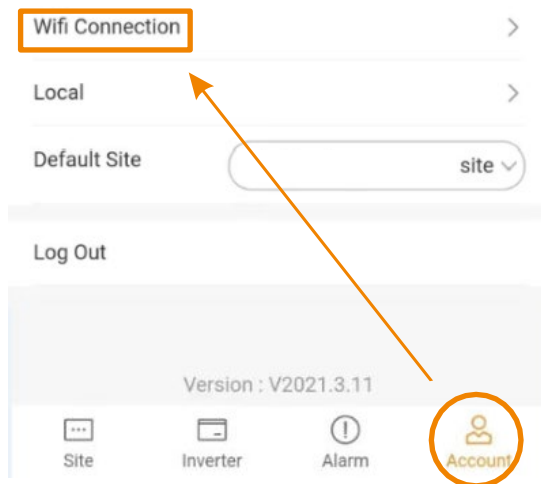 Wifi Connection
Local
Default Site
site
Log Out
Version : V2021.3.11
Site
Inverter
Alarm
Account